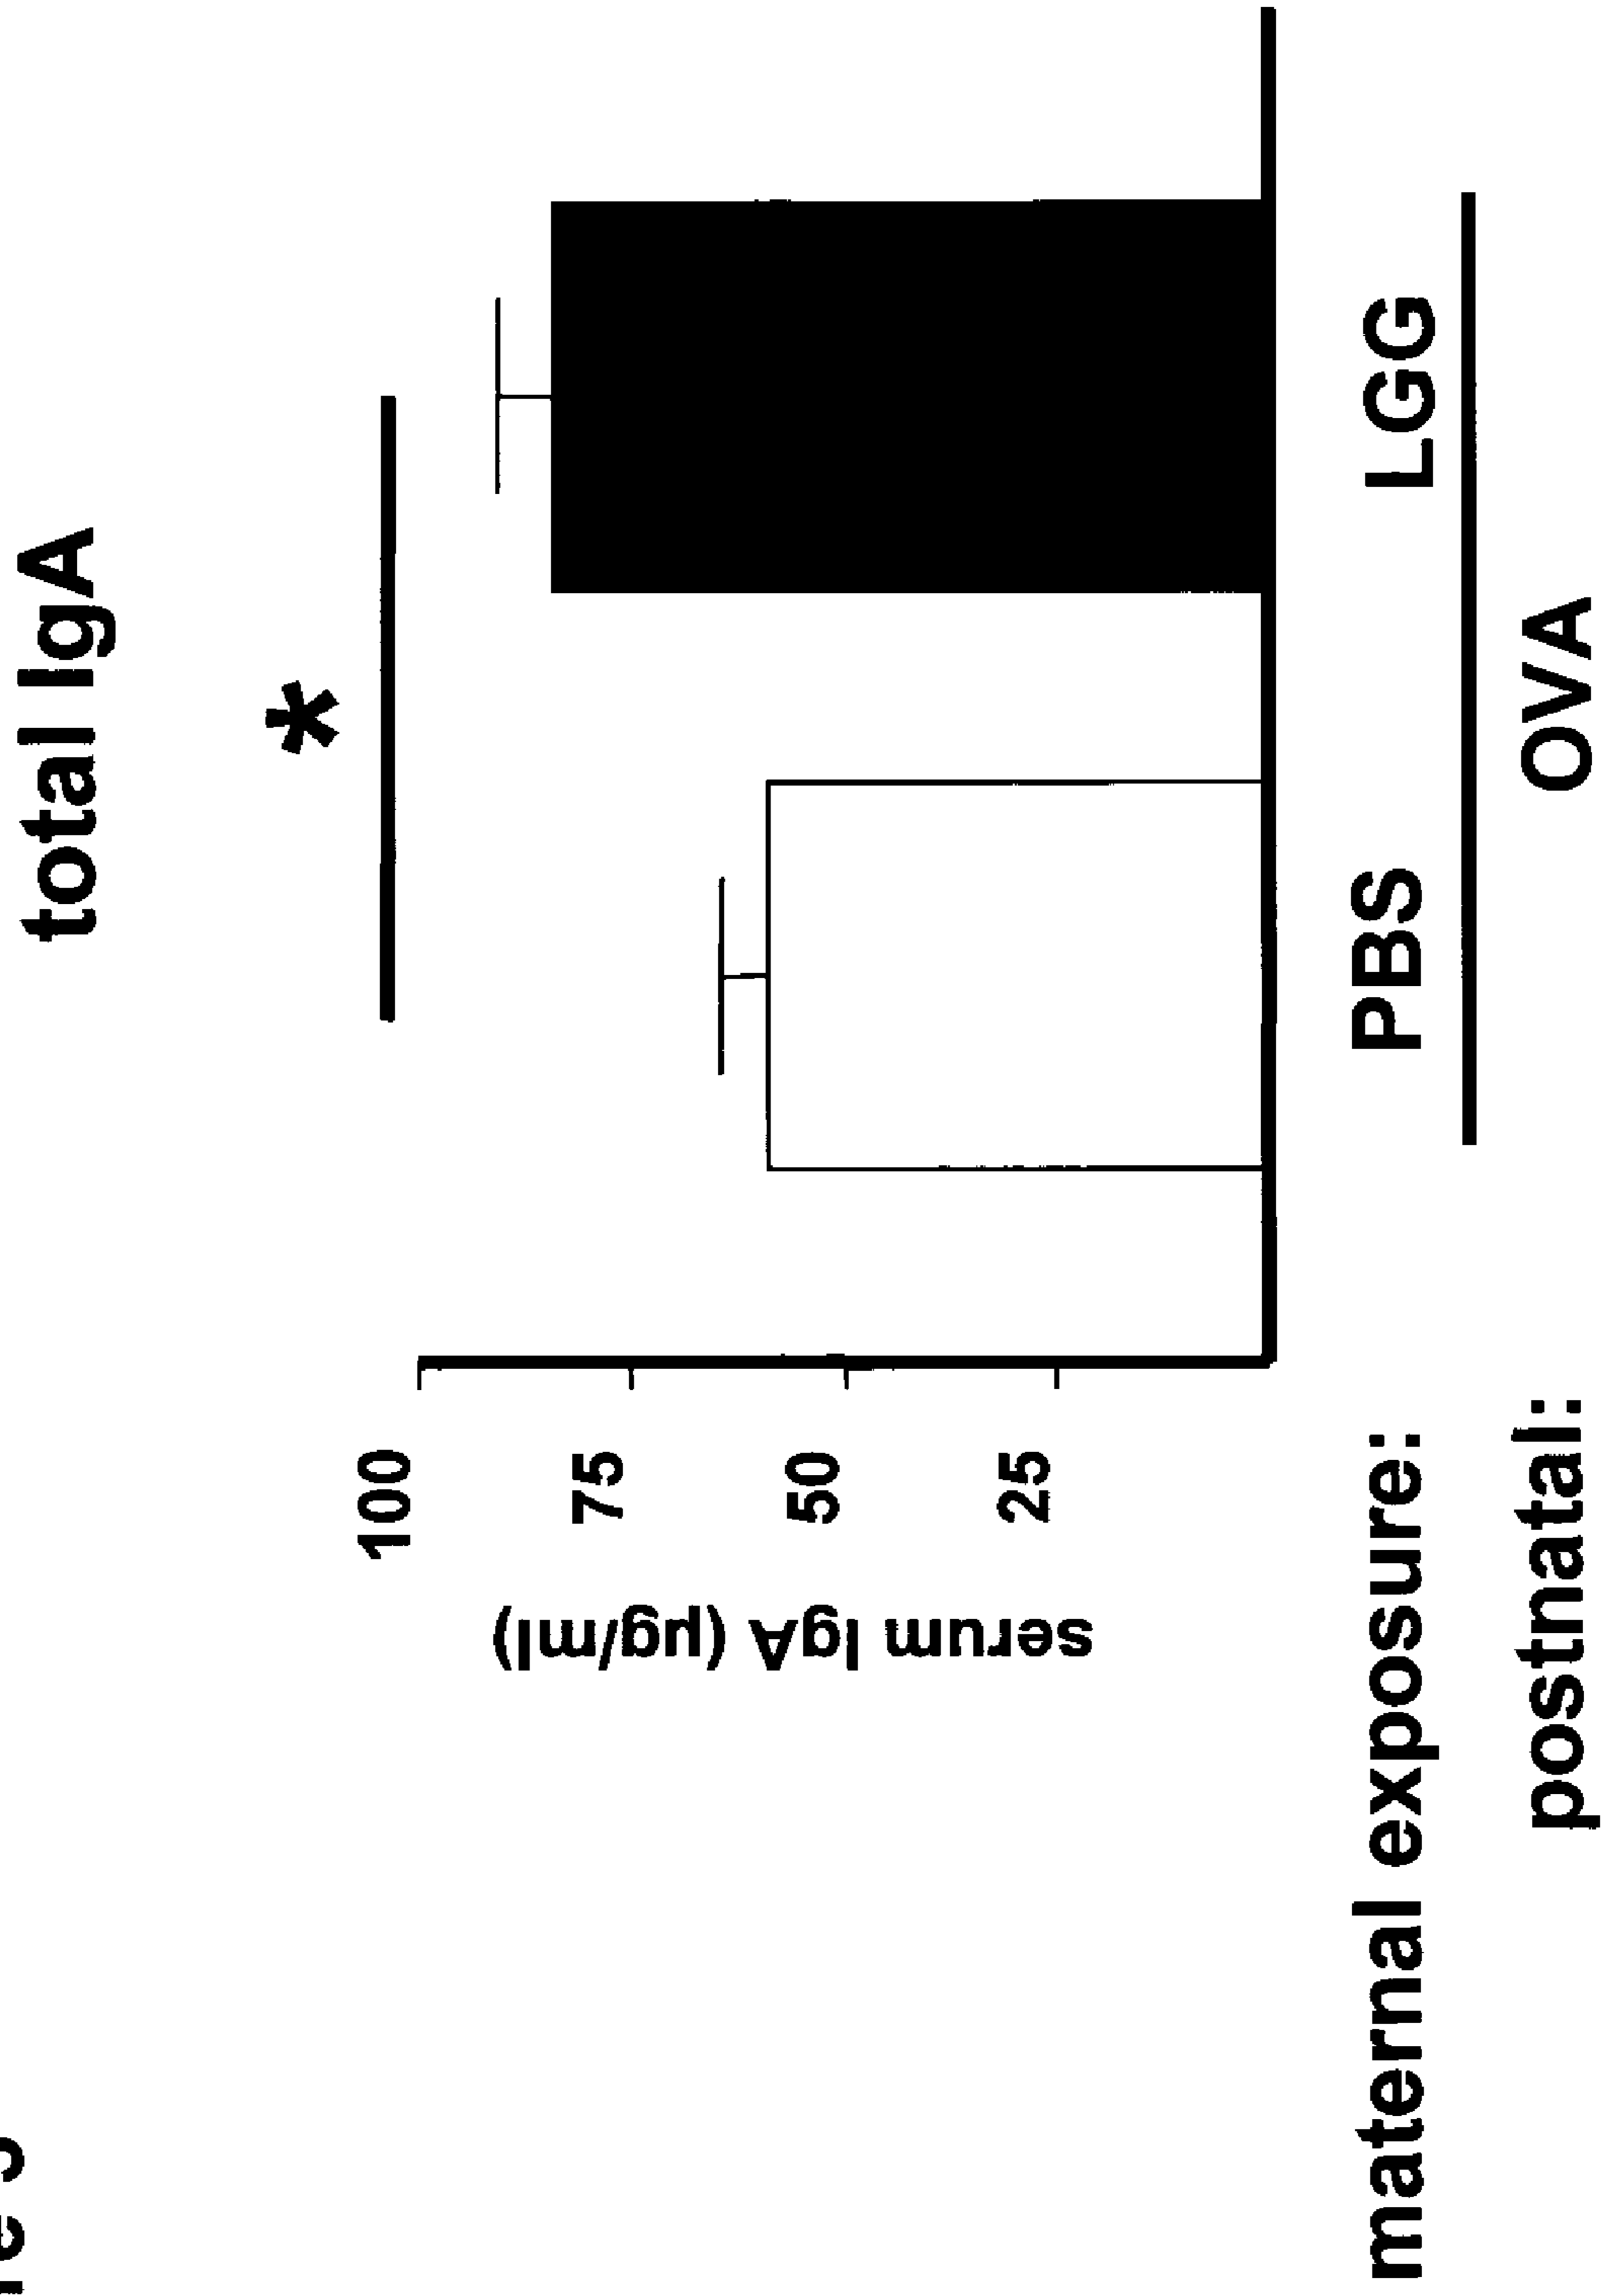 total IgA
*
serum IgA (µg/ml)
100
75
50
25
maternal exposure: PBS LGG
postnatal: OVA